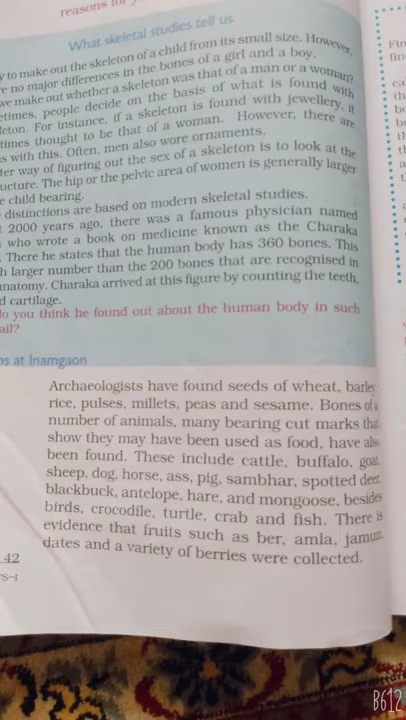 reasons for
What skeletal studies tell us
to make out the skeleton of a child from its small size. However,
no major differences in the bones of a girl and a boy.
we make out whether a skeleton was that of a man or a woman?
etimes, people decide on the basis of what is found with
leton. For instance, if a skeleton is found with jewellery, it
times thought to be that of a woman. However, there are
s with this. Often, men also wore ornaments.
ter way of figuring out the sex of a skeleton is to look at the
ucture. The hip or the pelvic area of women is generally larger
e child bearing.
distinctions are based on modern skeletal studies.
2000 years ago, there was a famous physician named
who wrote a book on medicine known as the Charaka
. There he states that the human body has 360 bones. This
h larger number than the 200 bones that are recognised in
anatomy. Charaka arrived at this figure by counting the teeth,
d cartilage.
do you think he found out about the human body in such
ail?
ns at Inamgaon
Archaeologists have found seeds of wheat, barley,
rice, pulses, millets, peas and sesame. Bones of a
number of animals, many bearing cut marks that
show they may have been used as food, have also
been found. These include cattle, buffalo, goat,
sheep, dog, horse, ass, pig, sambhar, spotted deer,
blackbuck, antelope, hare, and mongoose, besides
birds, crocodile, turtle, crab and fish. There is
evidence that fruits such as ber, amla, jamun,
dates and a variety of berries were collected.
42
TS–I
B612